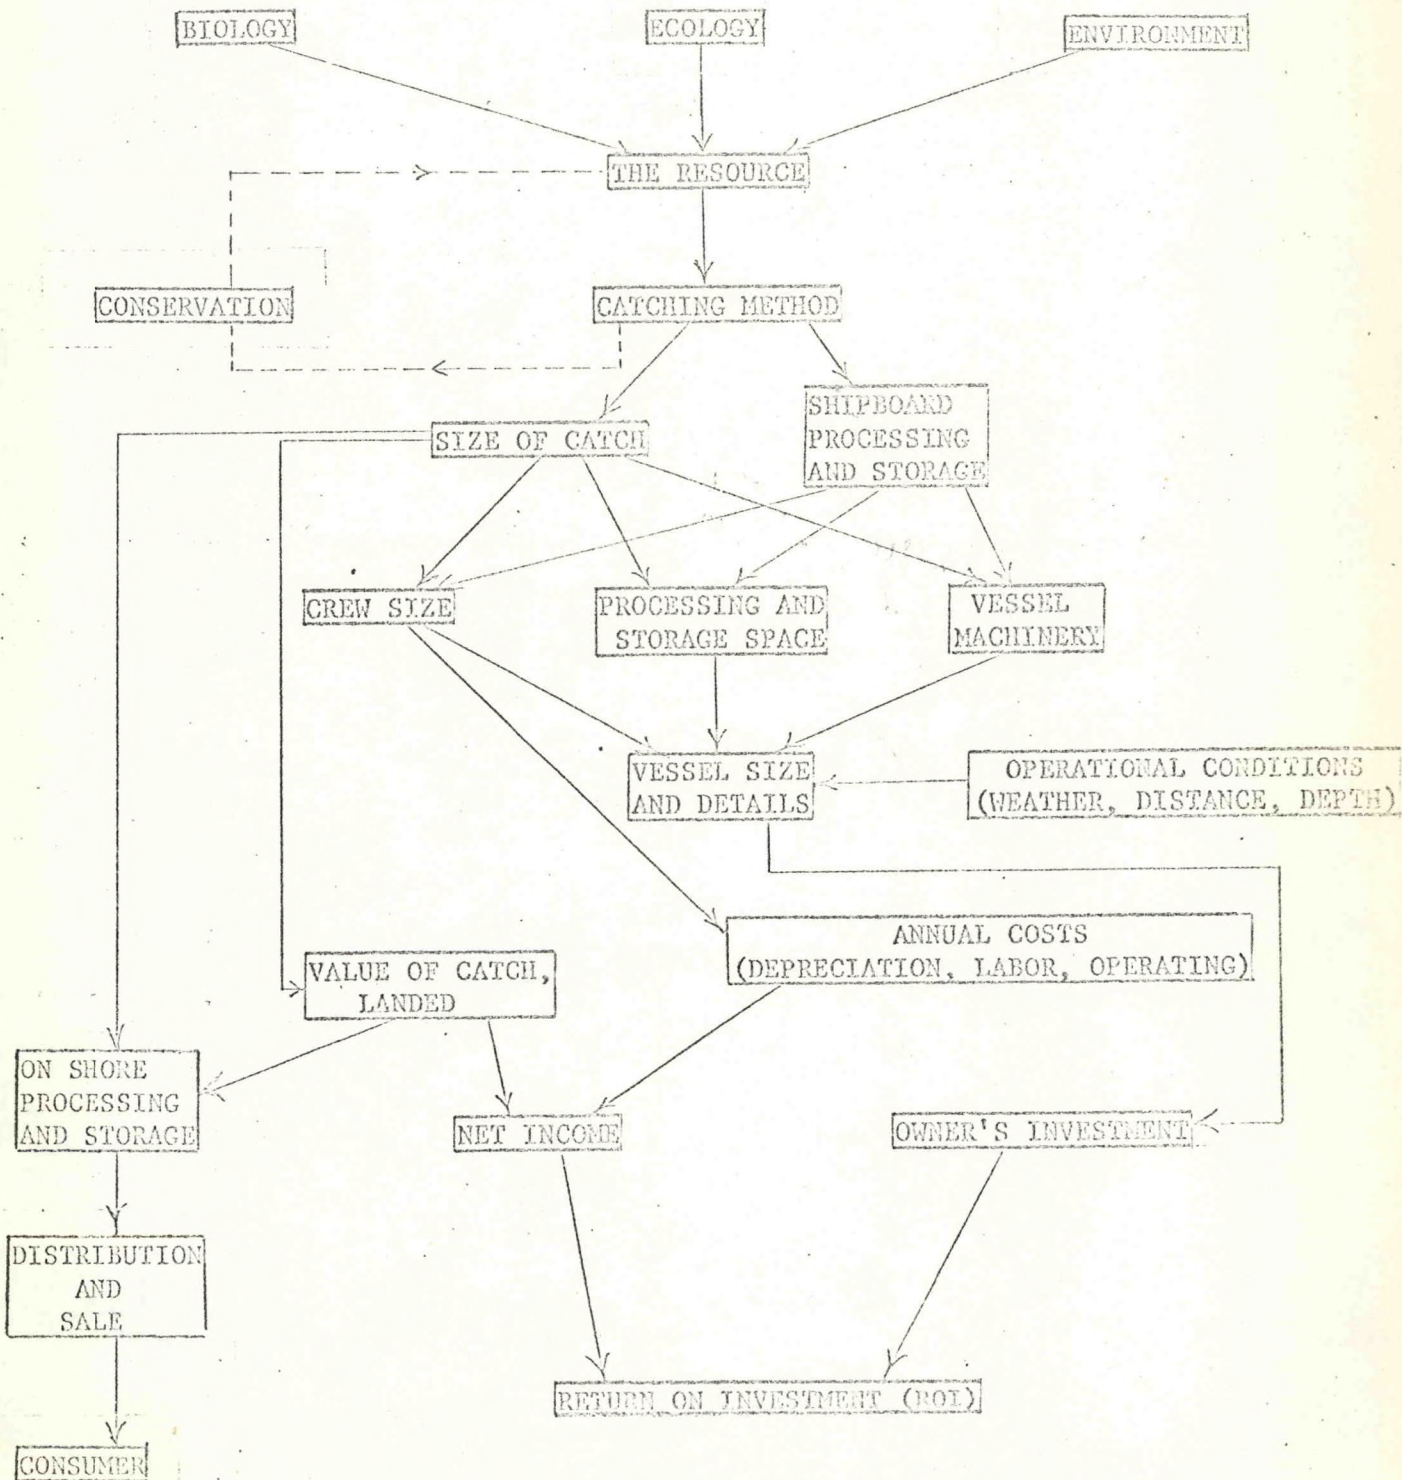 BIOLOGY
ECOLOGY
ENVIRONMENT
THE RESOURCE
CONSERVATION
CATCHING METHOD
SIZE OF CATCH
SHIPBOARD
PROCESSING
AND STORAGE
CREW SIZE
PROCESSING AND
STORAGE SPACE
VESSEL
MACHINERY
VESSEL SIZE
AND DETAILS
OPERATIONAL CONDITIONS
(WEATHER, DISTANCE, DEPTH)
ANNUAL COSTS
(DEPRECIATION, LABOR, OPERATING)
VALUE OF CATCH,
LANDED
ON SHORE
PROCESSING
AND STORAGE
NET INCOME
OWNER'S INVESTMENT
DISTRIBUTION
AND
SALE
RETURN ON INVESTMENT (ROI)
CONSUMER